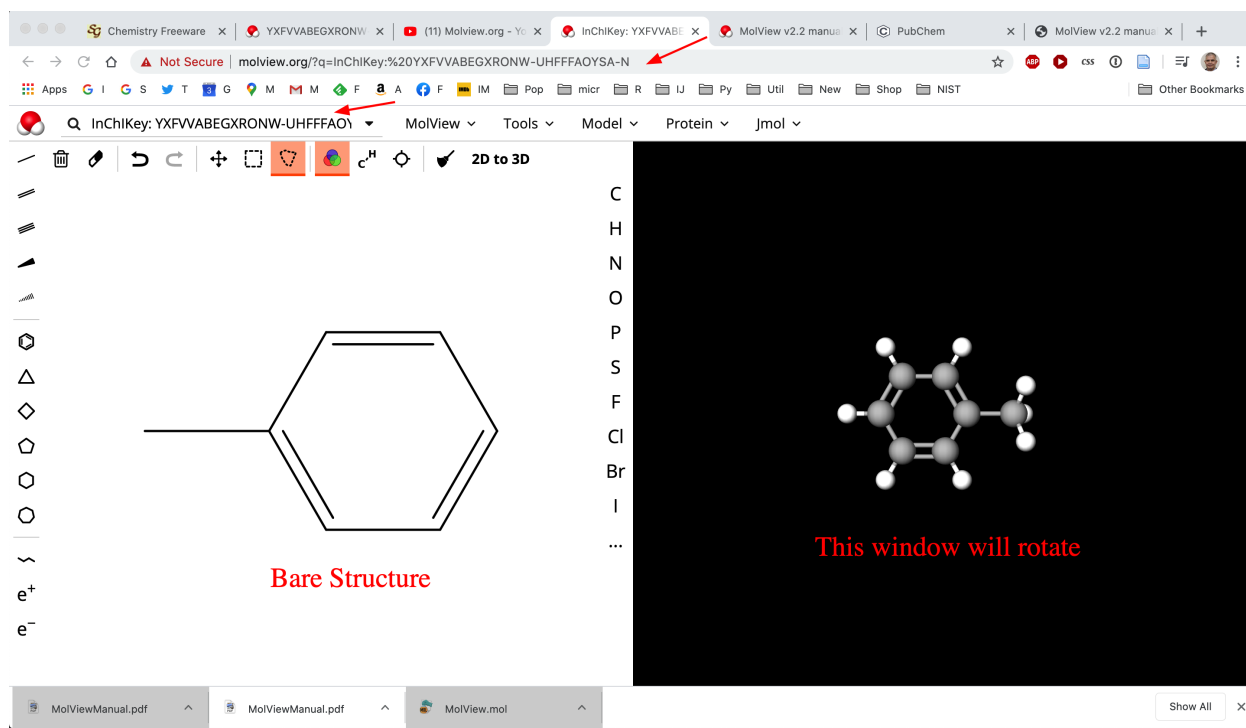 Chemistry Freeware × YXFVVABEGXRONW × (11) Molview.org - Yo × InChIKey: YXFVVABE × MolView v2.2 manua × PubChem × MolView v2.2 manua × +
Not Secure | molview.org/?q=InChIKey:%20YXFVVABEGXRONW-UHFFFAOYSA-N ABP CSS
Apps G I G S T 3 G M M F a A F IM Pop micr R IJ Py Util New Shop NIST Other Bookmarks
InChIKey: YXFVVABEGXRONW-UHFFFAOY MolView Tools Model Protein Jmol
C H 2D to 3D
C
H
N
O
P
S
F
Cl
Br
I
...
e+
e−
Bare Structure
This window will rotate
MolViewManual.pdf MolViewManual.pdf MolView.mol Show All ×